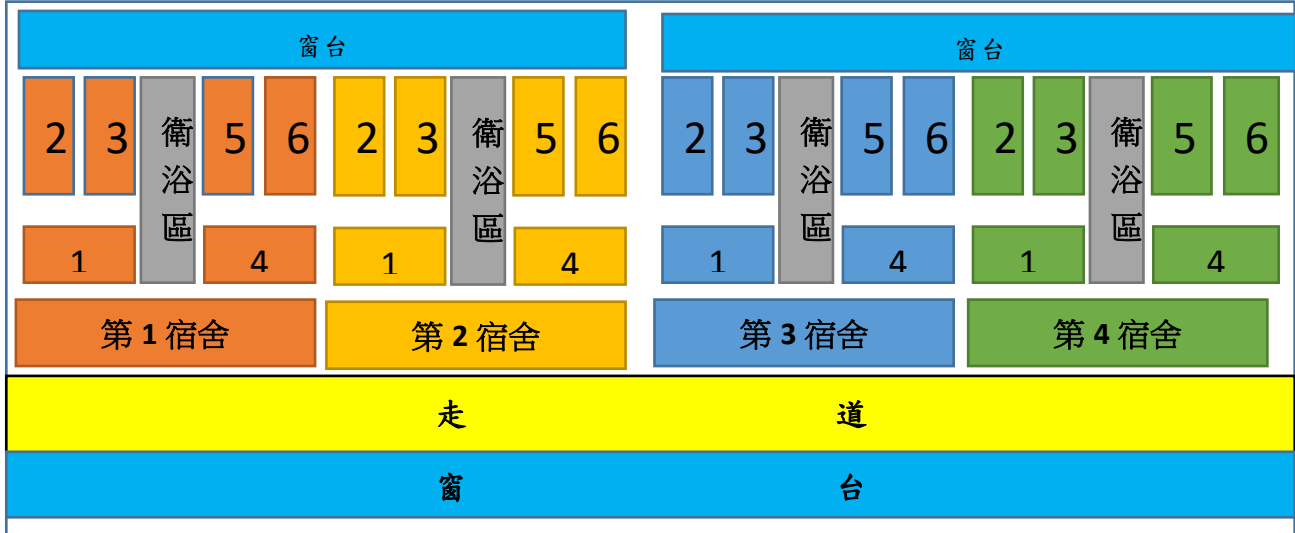 窗台 窗台
2 3 衛浴區 5 6 2 3 衛浴區 5 6 2 3 衛浴區 5 6 2 3 衛浴區 5 6
1 4 1 4 1 4 1 4
第 1 宿舍 第 2 宿舍 第 3 宿舍 第 4 宿舍
走 道
窗 台